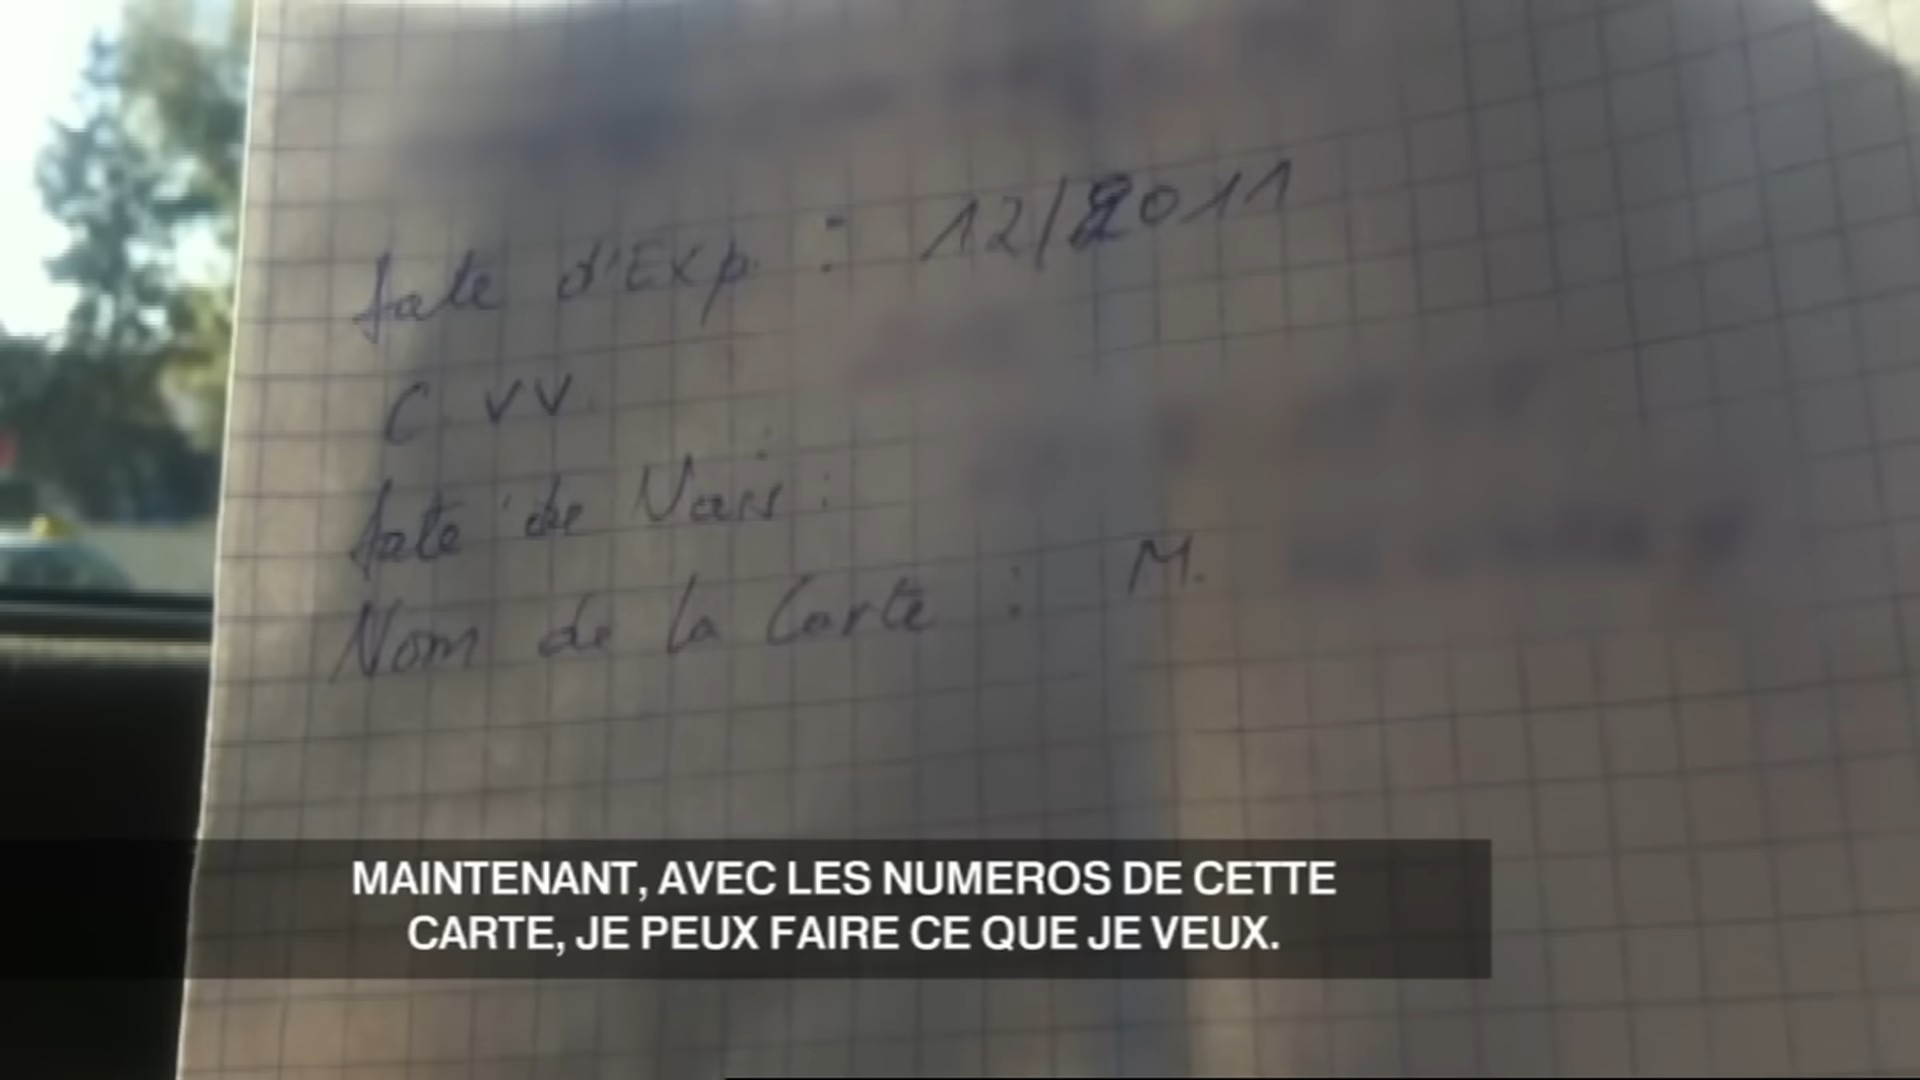 Date d'Exp. : 12/2011
CVV
Date de Nais :
Nom de la Carte : M.
MAINTENANT, AVEC LES NUMEROS DE CETTE
CARTE, JE PEUX FAIRE CE QUE JE VEUX.